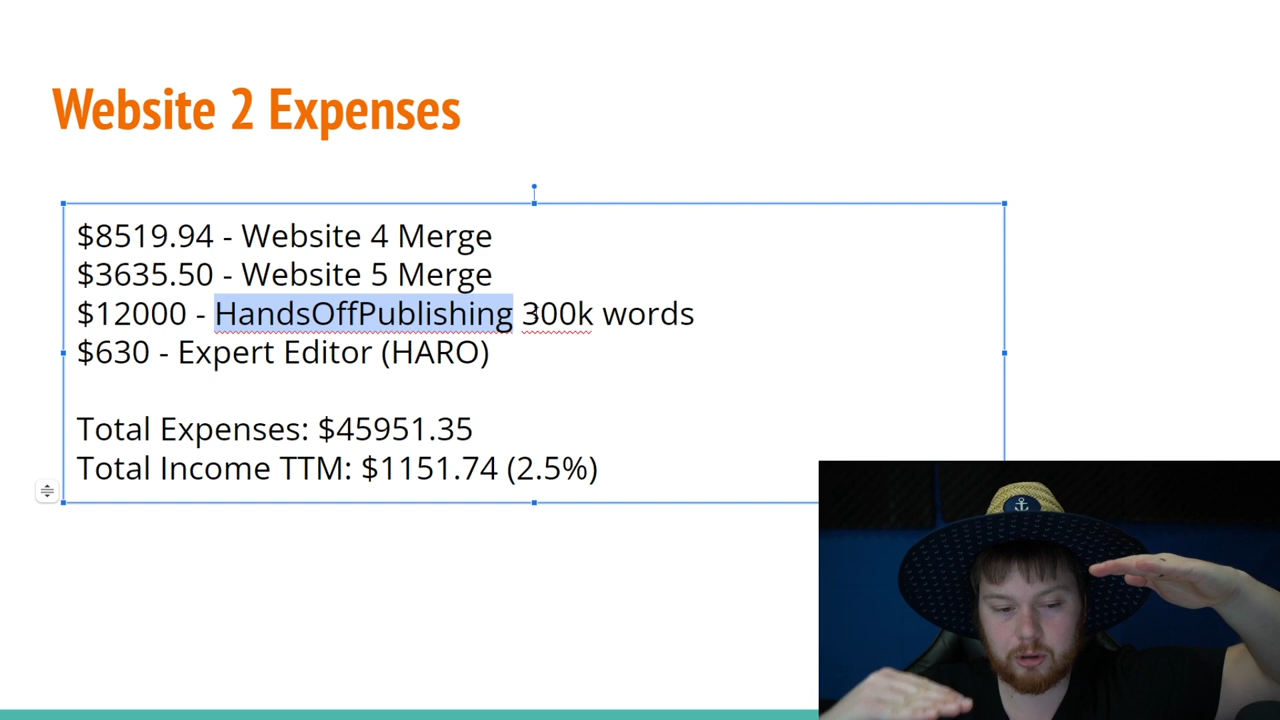 Website 2 Expenses
$8519.94 - Website 4 Merge
$3635.50 - Website 5 Merge
$12000 - HandsOffPublishing 300k words
$630 - Expert Editor (HARO)
Total Expenses: $45951.35
Total Income TTM: $1151.74 (2.5%)